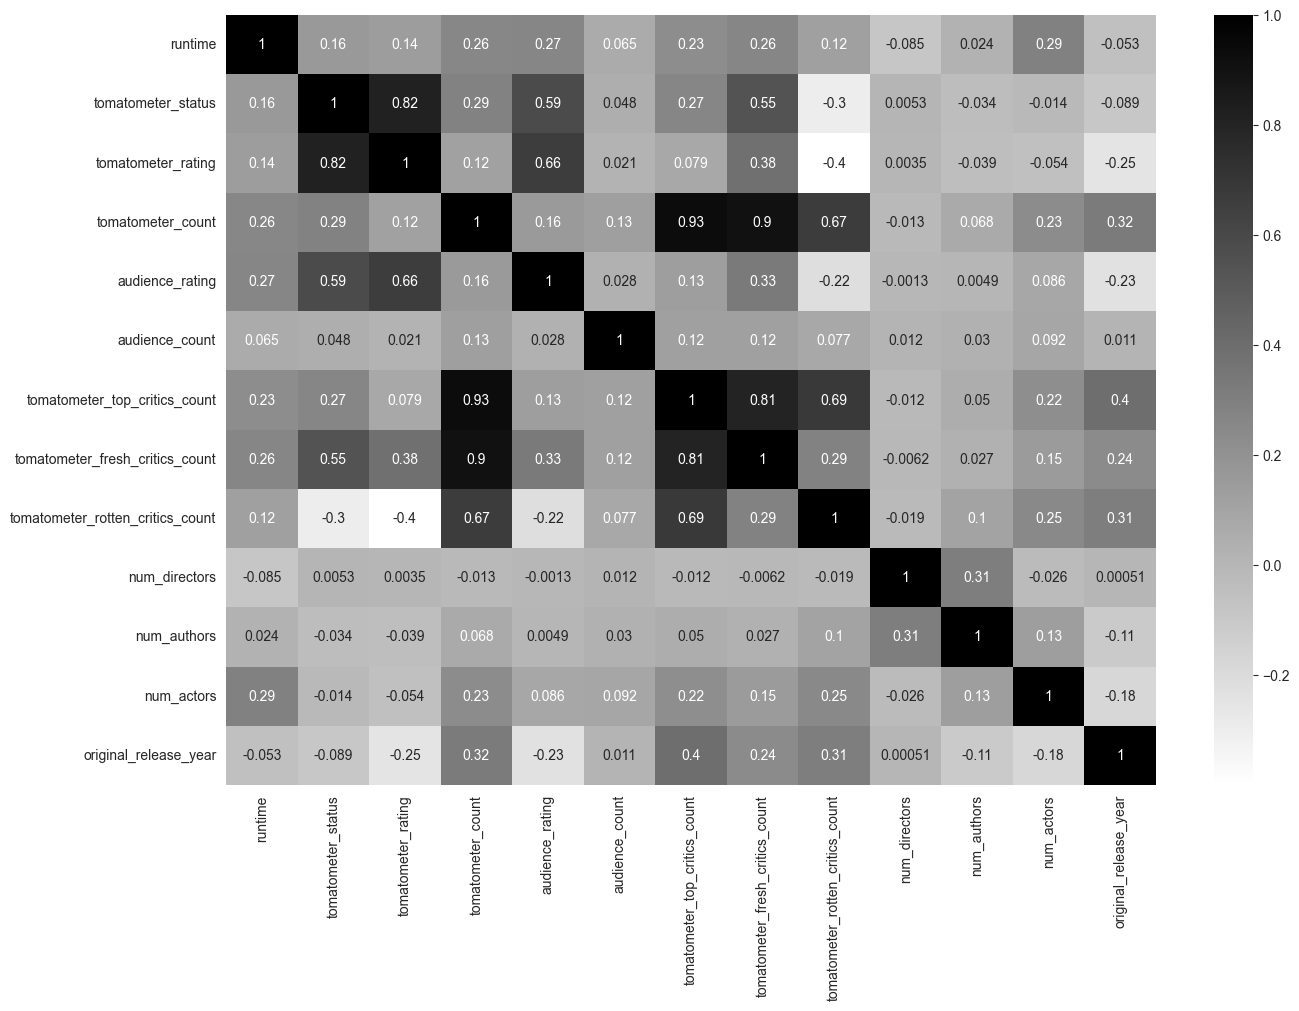 runtime 1 0.16 0.14 0.26 0.27 0.065 0.23 0.26 0.12 -0.085 0.024 0.29 -0.053
tomatometer_status 0.16 1 0.82 0.29 0.59 0.048 0.27 0.55 -0.3 0.0053 -0.034 -0.014 -0.089
tomatometer_rating 0.14 0.82 1 0.12 0.66 0.021 0.079 0.38 -0.4 0.0035 -0.039 -0.054 -0.25
tomatometer_count 0.26 0.29 0.12 1 0.16 0.13 0.93 0.9 0.67 -0.013 0.068 0.23 0.32
audience_rating 0.27 0.59 0.66 0.16 1 0.028 0.13 0.33 -0.22 -0.0013 0.0049 0.086 -0.23
audience_count 0.065 0.048 0.021 0.13 0.028 1 0.12 0.12 0.077 0.012 0.03 0.092 0.011
tomatometer_top_critics_count 0.23 0.27 0.079 0.93 0.13 0.12 1 0.81 0.69 -0.012 0.05 0.22 0.4
tomatometer_fresh_critics_count 0.26 0.55 0.38 0.9 0.33 0.12 0.81 1 0.29 -0.0062 0.027 0.15 0.24
tomatometer_rotten_critics_count 0.12 -0.3 -0.4 0.67 -0.22 0.077 0.69 0.29 1 -0.019 0.1 0.25 0.31
num_directors -0.085 0.0053 0.0035 -0.013 -0.0013 0.012 -0.012 -0.0062 -0.019 1 0.31 -0.026 0.00051
num_authors 0.024 -0.034 -0.039 0.068 0.0049 0.03 0.05 0.027 0.1 0.31 1 0.13 -0.11
num_actors 0.29 -0.014 -0.054 0.23 0.086 0.092 0.22 0.15 0.25 -0.026 0.13 1 -0.18
original_release_year -0.053 -0.089 -0.25 0.32 -0.23 0.011 0.4 0.24 0.31 0.00051 -0.11 -0.18 1
runtime
tomatometer_status
tomatometer_rating
tomatometer_count
audience_rating
audience_count
tomatometer_top_critics_count
tomatometer_fresh_critics_count
tomatometer_rotten_critics_count
num_directors
num_authors
num_actors
original_release_year
1.0
0.8
0.6
0.4
0.2
0.0
−0.2